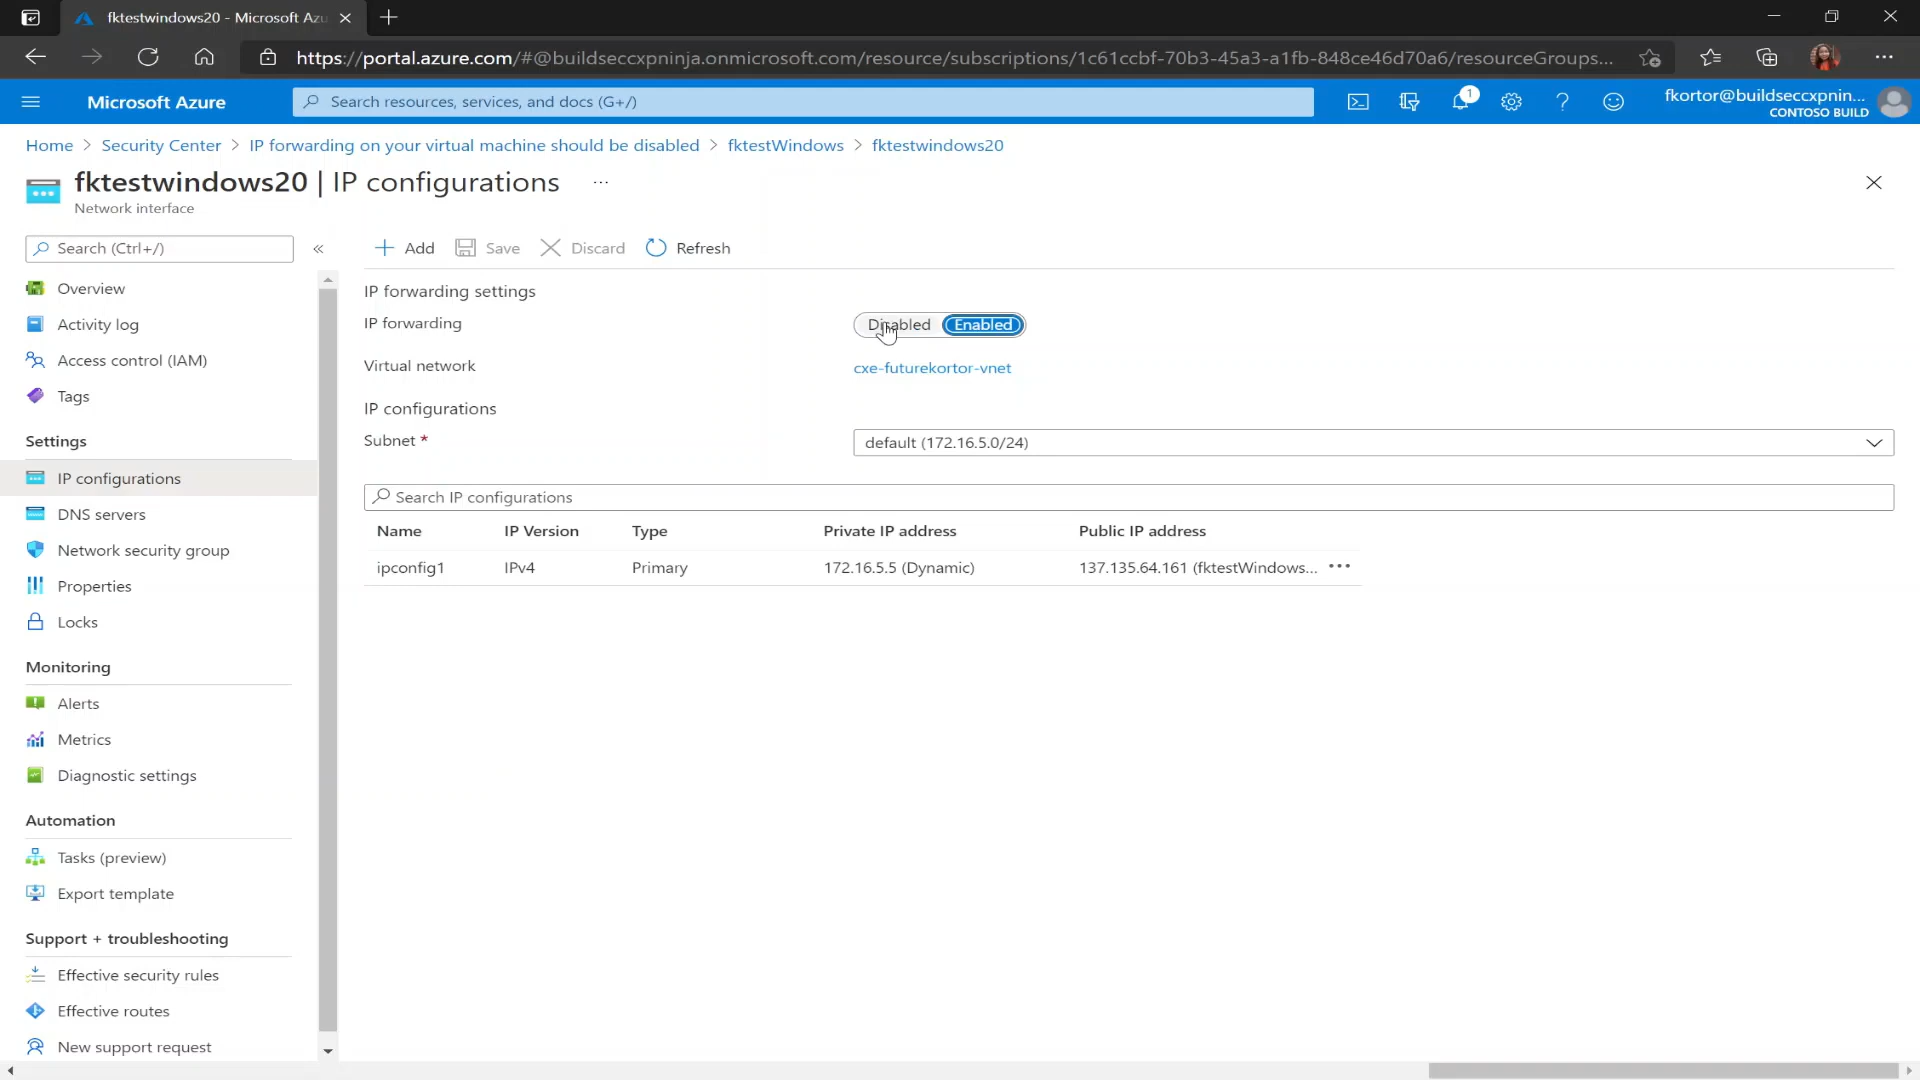 fktestwindows20 - Microsoft Azu
https://portal.azure.com/#@buildseccxpninja.onmicrosoft.com/resource/subscriptions/1c61ccbf-70b3-45a3-a1fb-848ce46d70a6/resourceGroups...
Microsoft Azure
Search resources, services, and docs (G+/)
1
fkortor@buildseccxpnin...
CONTOSO BUILD
Home > Security Center > IP forwarding on your virtual machine should be disabled > fktestWindows > fktestwindows20
fktestwindows20 | IP configurations ...
Network interface
Search (Ctrl+/)
«
Overview
Activity log
Access control (IAM)
Tags
Settings
IP configurations
DNS servers
Network security group
Properties
Locks
Monitoring
Alerts
Metrics
Diagnostic settings
Automation
Tasks (preview)
Export template
Support + troubleshooting
Effective security rules
Effective routes
New support request
Add Save Discard Refresh
IP forwarding settings
IP forwarding Disabled Enabled
Virtual network cxe-futurekortor-vnet
IP configurations
Subnet * default (172.16.5.0/24)
Search IP configurations
Name IP Version Type Private IP address Public IP address
ipconfig1 IPv4 Primary 172.16.5.5 (Dynamic) 137.135.64.161 (fktestWindows... •••